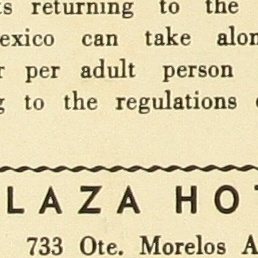 ts returning to the
exico can take alon
r per adult person
g to the regulations
LAZA HO
733 Ote. Morelos A